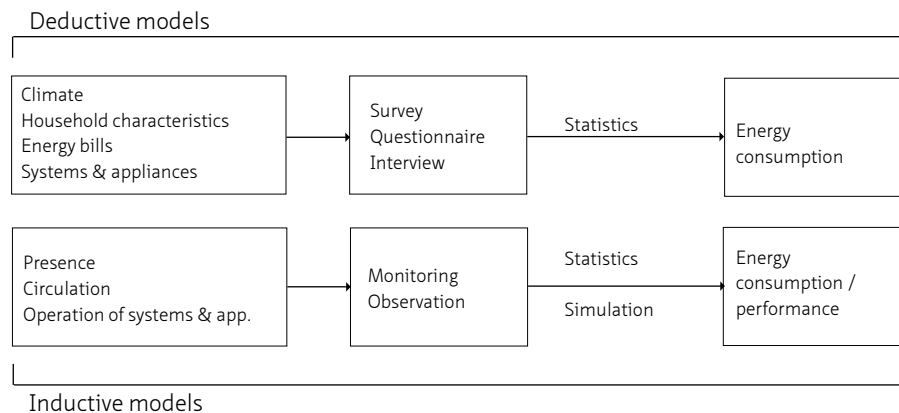 Deductive models
Climate
Household characteristics
Energy bills
Systems & appliances
Survey
Questionnaire
Interview
Statistics
Energy
consumption
Presence
Circulation
Operation of systems & app.
Monitoring
Observation
Statistics
Simulation
Energy
consumption /
performance
Inductive models